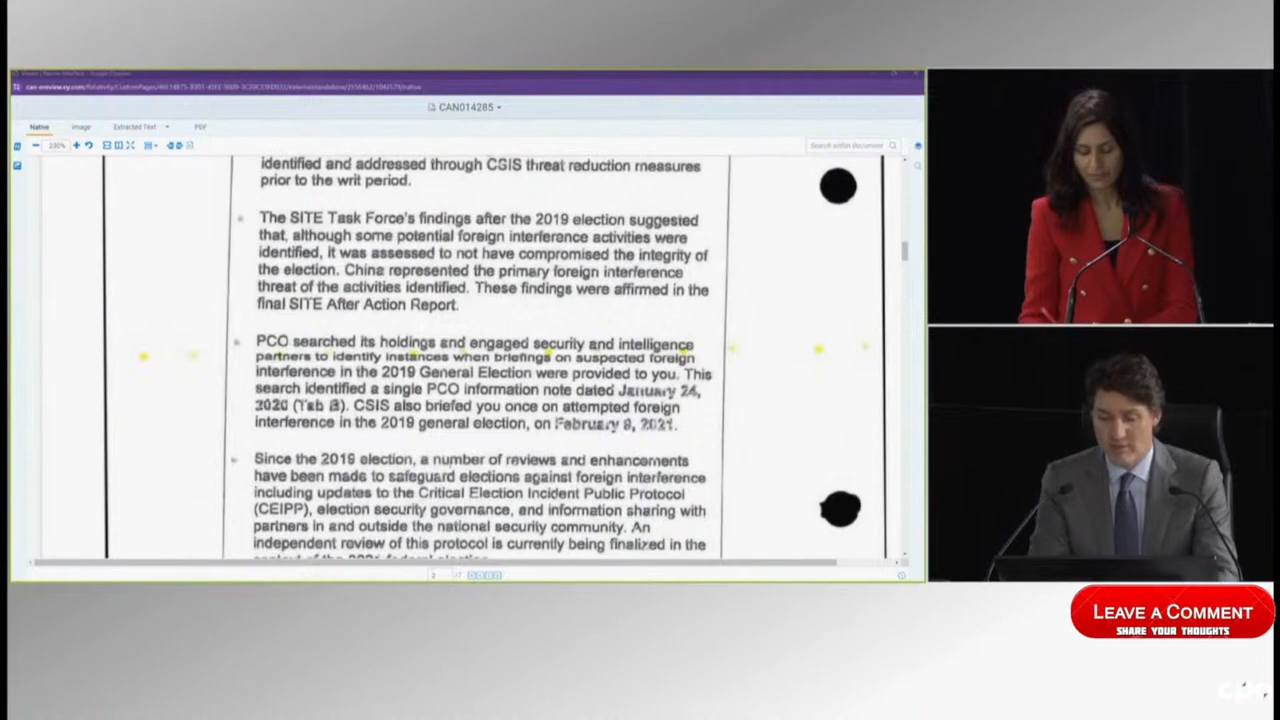 CAN014285
Native
Image
Extracted Text
PDF
230%
Search within document
identified and addressed through CSIS threat reduction measures
prior to the writ period.
The SITE Task Force's findings after the 2019 election suggested
that, although some potential foreign interference activities were
identified, it was assessed to not have compromised the integrity of
the election. China represented the primary foreign interference
threat of the activities identified. These findings were affirmed in the
final SITE After Action Report.
PCO searched its holdings and engaged security and intelligence
partners to identify instances when briefings on suspected foreign
interference in the 2019 General Election were provided to you. This
search identified a single PCO information note dated January 24,
2020 (Tab B). CSIS also briefed you once on attempted foreign
interference in the 2019 general election, on February 9, 2021.
Since the 2019 election, a number of reviews and enhancements
have been made to safeguard elections against foreign interference
including updates to the Critical Election Incident Public Protocol
(CEIPP), election security governance, and information sharing with
partners in and outside the national security community. An
independent review of this protocol is currently being finalized in the
2
/7
LEAVE A COMMENT
SHARE YOUR THOUGHTS